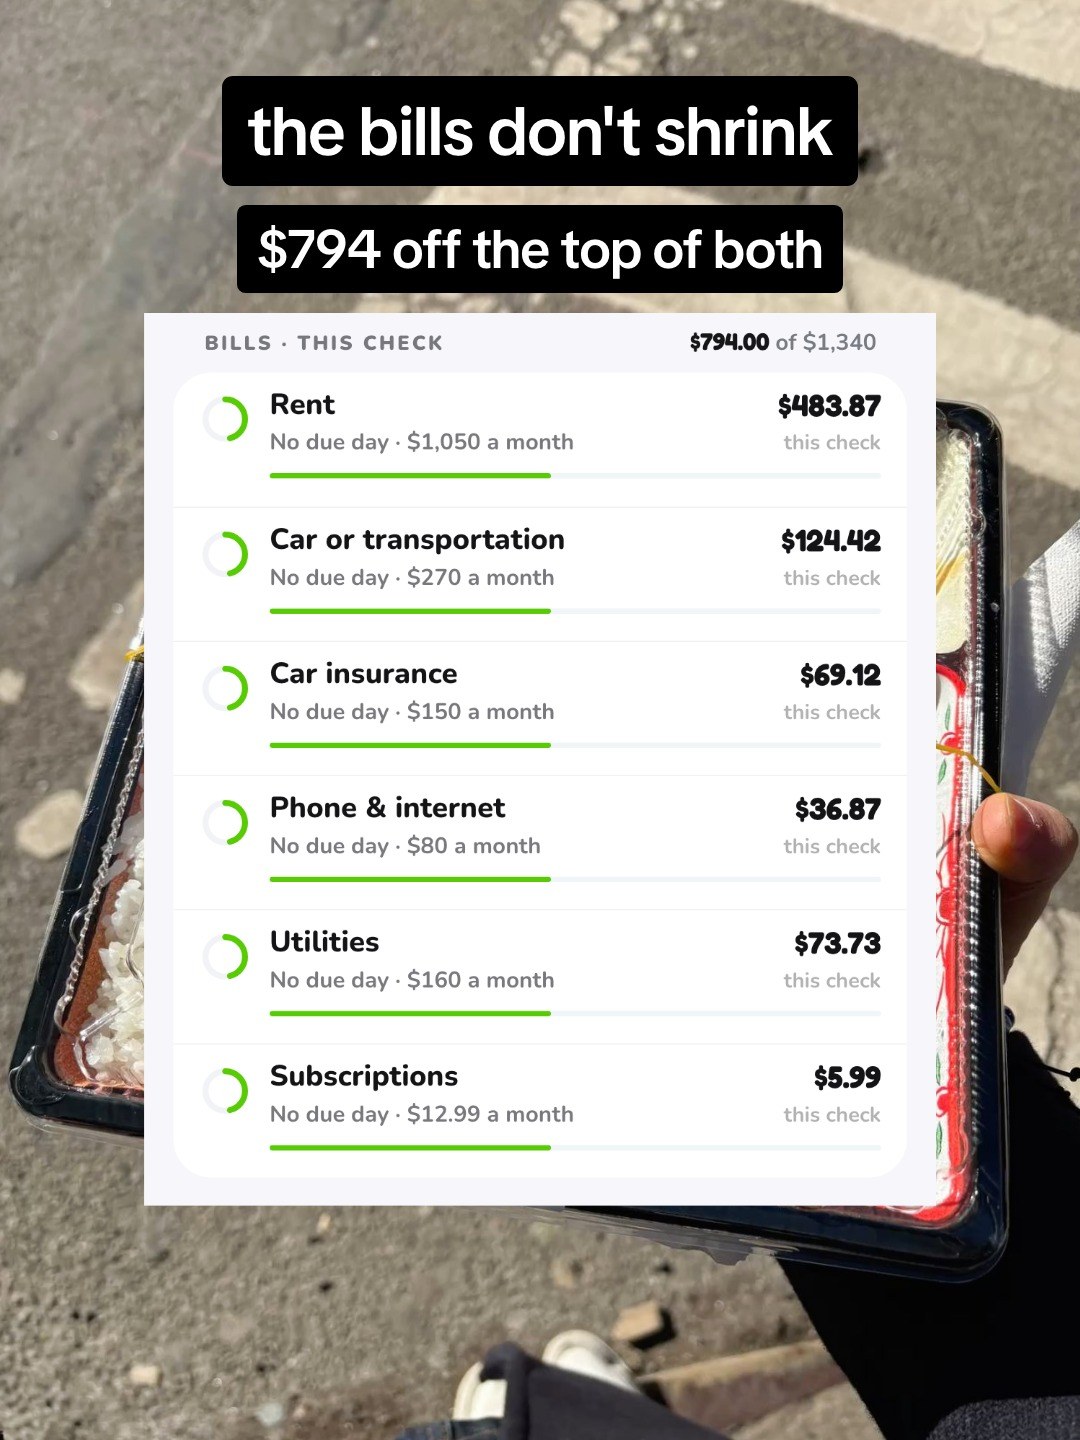 the bills don't shrink
$794 off the top of both
BILLS · THIS CHECK
$794.00 of $1,340
Rent
$483.87
No due day · $1,050 a month
this check
Car or transportation
$124.42
No due day · $270 a month
this check
Car insurance
$69.12
No due day · $150 a month
this check
Phone & internet
$36.87
No due day · $80 a month
this check
Utilities
$73.73
No due day · $160 a month
this check
Subscriptions
$5.99
No due day · $12.99 a month
this check